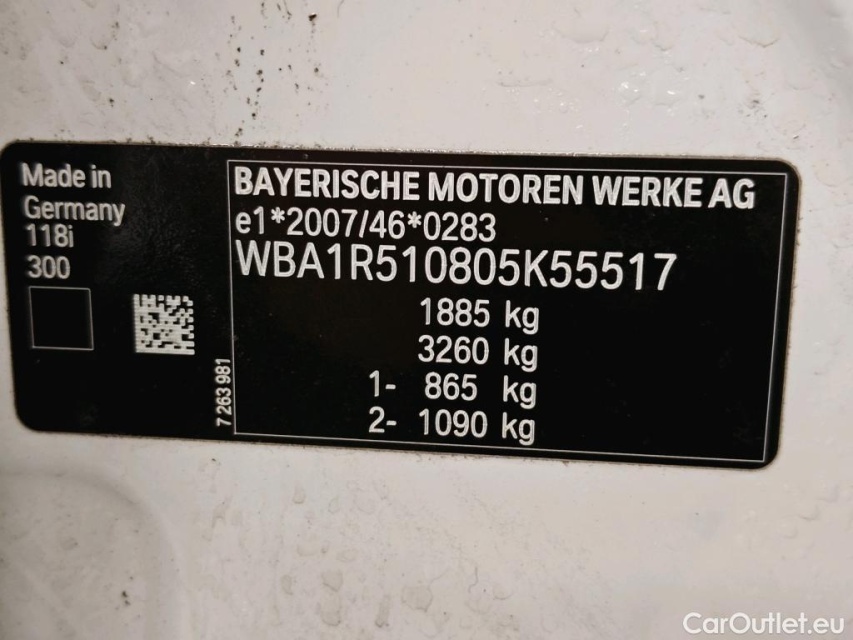 Made in
Germany
118i
300
7 263 981
BAYERISCHE MOTOREN WERKE AG
e1*2007/46*0283
WBA1R510805K55517
1885 kg
3260 kg
1- 865 kg
2- 1090 kg
CarOutlet.eu